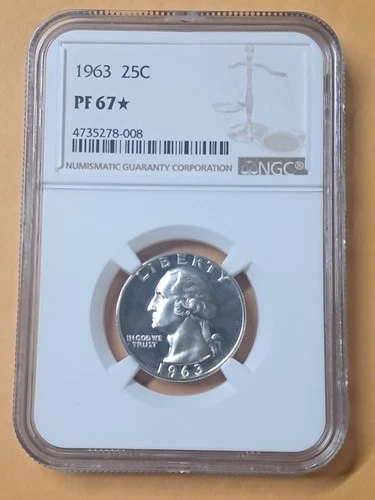 1963 25C
PF 67★
4735278-008
NUMISMATIC GUARANTY CORPORATION
NGC®
LIBERTY
IN GOD WE
TRUST
1963